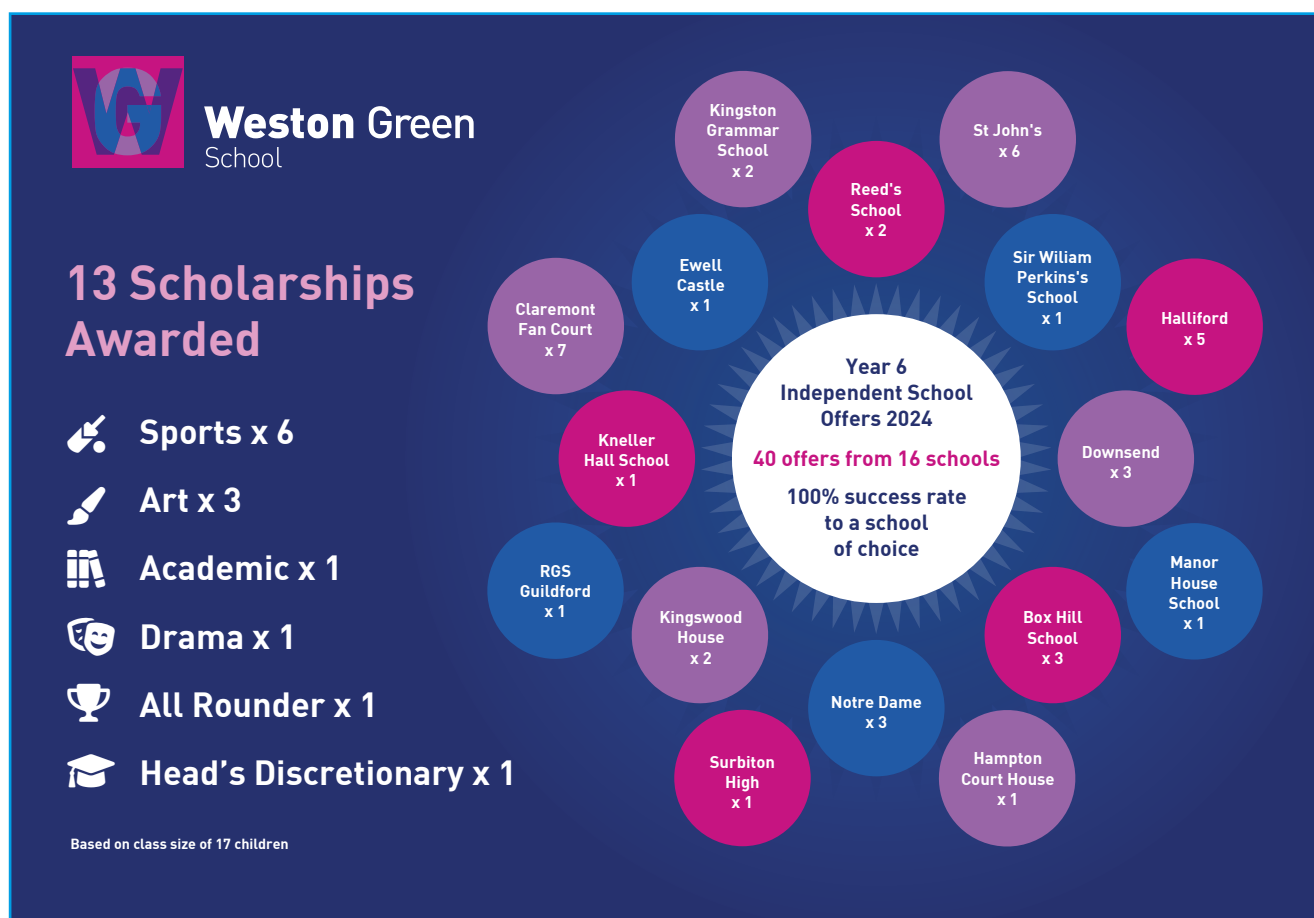 Weston Green
School
13 Scholarships
Awarded
Sports x 6
Art x 3
Academic x 1
Drama x 1
All Rounder x 1
Head’s Discretionary x 1
Based on class size of 17 children
Kingston
Grammar
School
x 2
St John's
x 6
Reed's
School
x 2
Ewell
Castle
x 1
Sir Wiliam
Perkins's
School
x 1
Claremont
Fan Court
x 7
Halliford
x 5
Year 6
Independent School
Offers 2024
40 offers from 16 schools
100% success rate
to a school
of choice
Kneller
Hall School
x 1
Downsend
x 3
RGS
Guildford
x 1
Manor
House
School
x 1
Kingswood
House
x 2
Box Hill
School
x 3
Notre Dame
x 3
Surbiton
High
x 1
Hampton
Court House
x 1